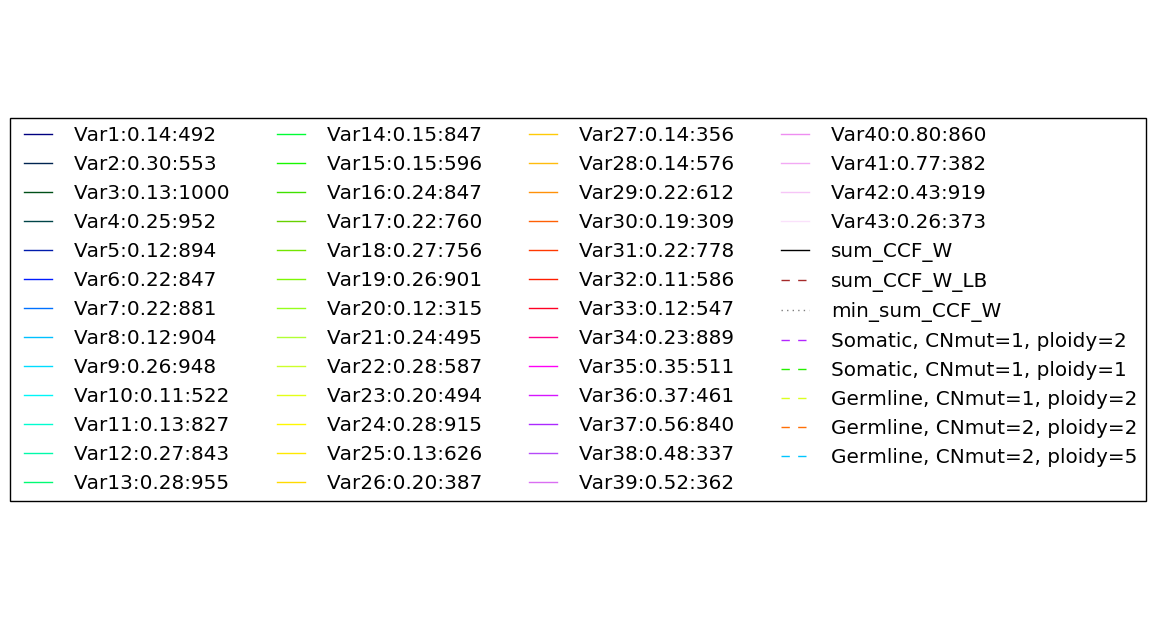 Var1:0.14:492
Var2:0.30:553
Var3:0.13:1000
Var4:0.25:952
Var5:0.12:894
Var6:0.22:847
Var7:0.22:881
Var8:0.12:904
Var9:0.26:948
Var10:0.11:522
Var11:0.13:827
Var12:0.27:843
Var13:0.28:955
Var14:0.15:847
Var15:0.15:596
Var16:0.24:847
Var17:0.22:760
Var18:0.27:756
Var19:0.26:901
Var20:0.12:315
Var21:0.24:495
Var22:0.28:587
Var23:0.20:494
Var24:0.28:915
Var25:0.13:626
Var26:0.20:387
Var27:0.14:356
Var28:0.14:576
Var29:0.22:612
Var30:0.19:309
Var31:0.22:778
Var32:0.11:586
Var33:0.12:547
Var34:0.23:889
Var35:0.35:511
Var36:0.37:461
Var37:0.56:840
Var38:0.48:337
Var39:0.52:362
Var40:0.80:860
Var41:0.77:382
Var42:0.43:919
Var43:0.26:373
sum_CCF_W
sum_CCF_W_LB
min_sum_CCF_W
Somatic, CNmut=1, ploidy=2
Somatic, CNmut=1, ploidy=1
Germline, CNmut=1, ploidy=2
Germline, CNmut=2, ploidy=2
Germline, CNmut=2, ploidy=5